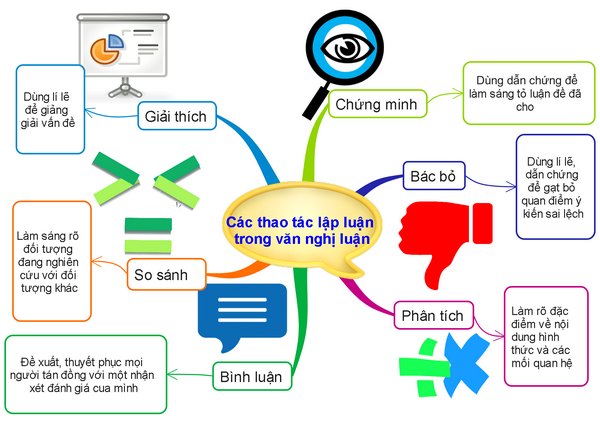 Các thao tác lập luận
trong văn nghị luận
Giải thích
Dùng lí lẽ
để giảng
giải vấn đề
Chứng minh
Dùng dẫn chứng để
làm sáng tỏ luận đề đã
cho
Bác bỏ
Dùng lí lẽ,
dẫn chứng
để gạt bỏ
quan điểm ý
kiến sai lệch
So sánh
Làm sáng rõ
đối tượng
đang nghiên
cứu với đối
tượng khác
Phân tích
Làm rõ đặc
điểm về nội
dung hình
thức và các
mối quan hệ
Bình luận
Đề xuất, thuyết phục mọi
người tán đồng với một nhận
xét đánh giá cua mình